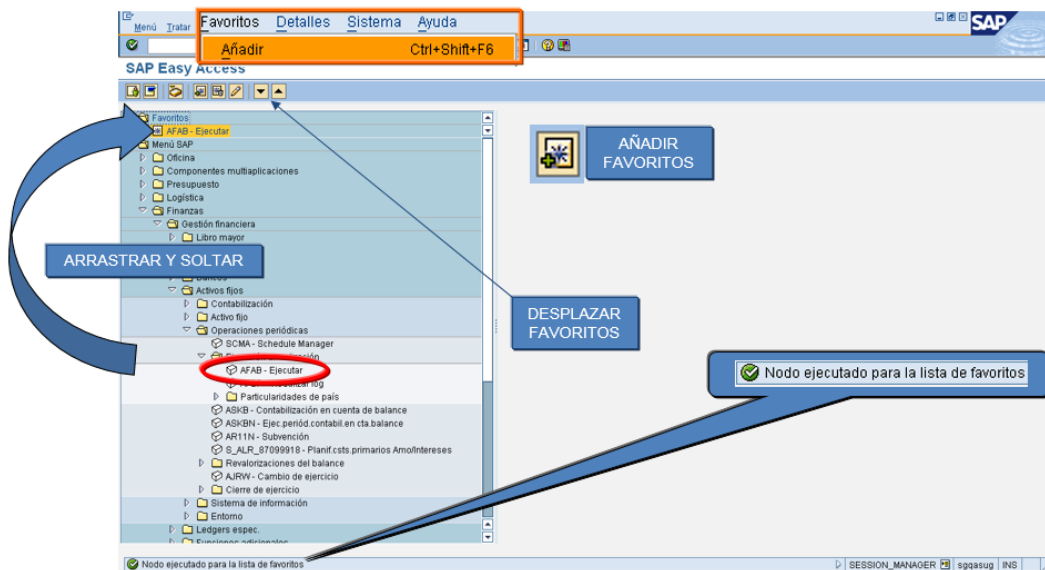 Menú Tratar Favoritos Detalles Sistema Ayuda
SAP
Añadir Ctrl+Shift+F6
SAP Easy Access
Favoritos
AFAB - Ejecutar
Menú SAP
Oficina
Componentes multiaplicaciones
Presupuesto
Logística
Finanzas
Gestión financiera
Libro mayor
Bancos
Activos fijos
Contabilización
Activo fijo
Operaciones periódicas
SCMA - Schedule Manager
AFAB - Ejecutar
Particularidades de país
ASKB - Contabilización en cuenta de balance
ASKBN - Ejec.periód.contabil.en cta.balance
AR11N - Subvención
S_ALR_87099918 - Planif.csts.primarios Amo/Intereses
Revalorizaciones del balance
AJRW - Cambio de ejercicio
Cierre de ejercicio
Sistema de información
Entorno
Ledgers espec.
Funciones adicionales
AÑADIR
FAVORITOS
ARRASTRAR Y SOLTAR
DESPLAZAR
FAVORITOS
Nodo ejecutado para la lista de favoritos
Nodo ejecutado para la lista de favoritos
SESSION_MANAGER sgqasug INS